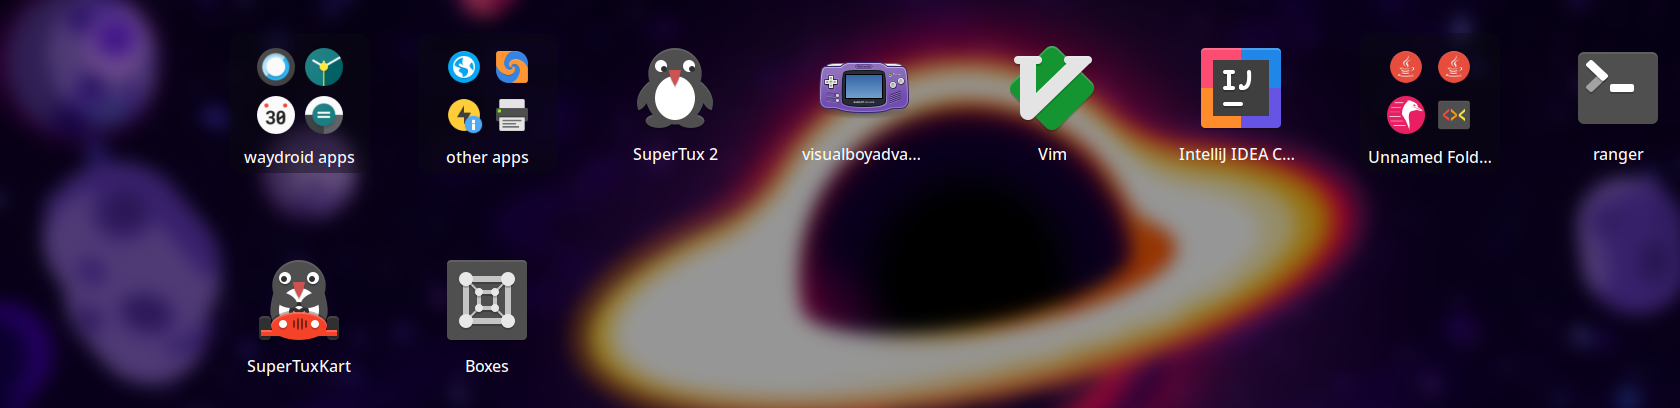 30
IJ
waydroid apps
other apps
SuperTux 2
visualboyadva...
Vim
IntelliJ IDEA C...
Unnamed Fold...
ranger
SuperTuxKart
Boxes